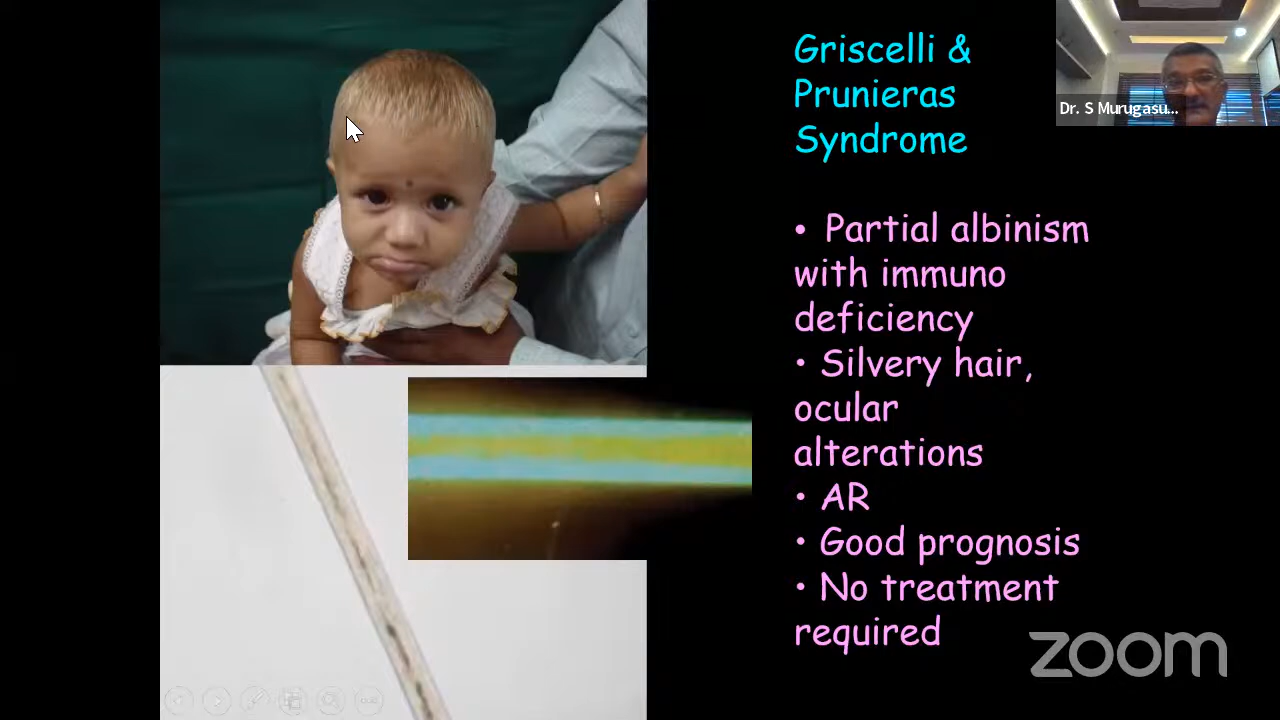 Griscelli &
Prunieras
Syndrome
Dr. S Murugasu...
• Partial albinism
with immuno
deficiency
• Silvery hair,
ocular
alterations
• AR
• Good prognosis
• No treatment
required
zoom